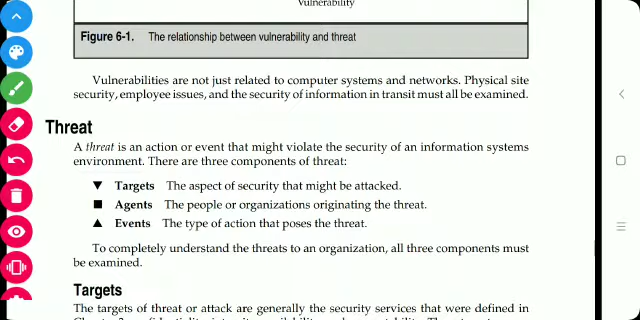 Vulnerability
Figure 6-1. The relationship between vulnerability and threat
Vulnerabilities are not just related to computer systems and networks. Physical site
security, employee issues, and the security of information in transit must all be examined.
Threat
A threat is an action or event that might violate the security of an information systems
environment. There are three components of threat:
▼ Targets The aspect of security that might be attacked.
■ Agents The people or organizations originating the threat.
▲ Events The type of action that poses the threat.
To completely understand the threats to an organization, all three components must
be examined.
Targets
The targets of threat or attack are generally the security services that were defined in